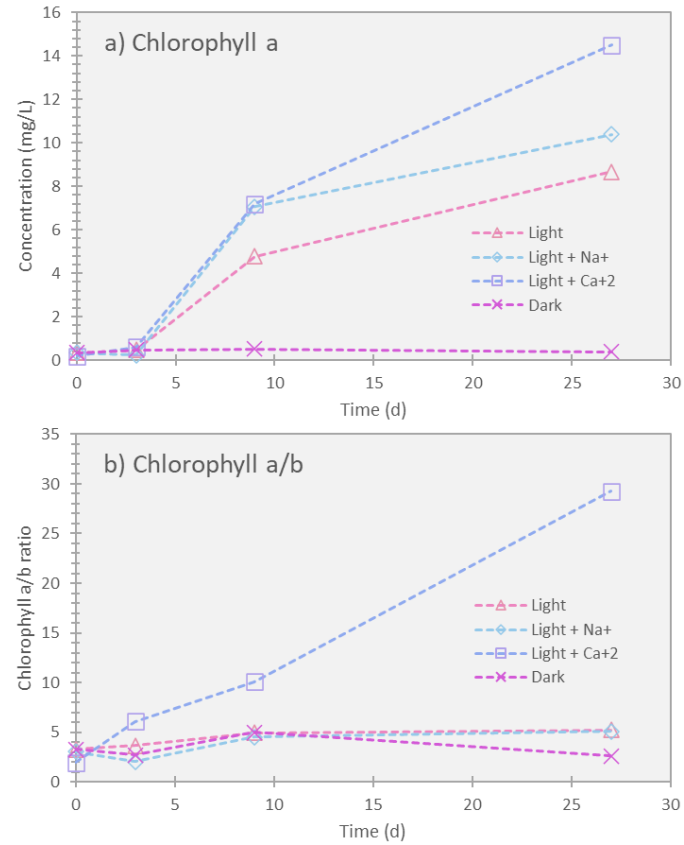 a) Chlorophyll a
Concentration (mg/L)
16
14
12
10
8
6
4
2
0
Light
Light + Na+
Light + Ca+2
Dark
0 5 10 15 20 25 30
Time (d)
b) Chlorophyll a/b
Chlorophyll a/b ratio
35
30
25
20
15
10
5
0
Light
Light + Na+
Light + Ca+2
Dark
0 5 10 15 20 25 30
Time (d)